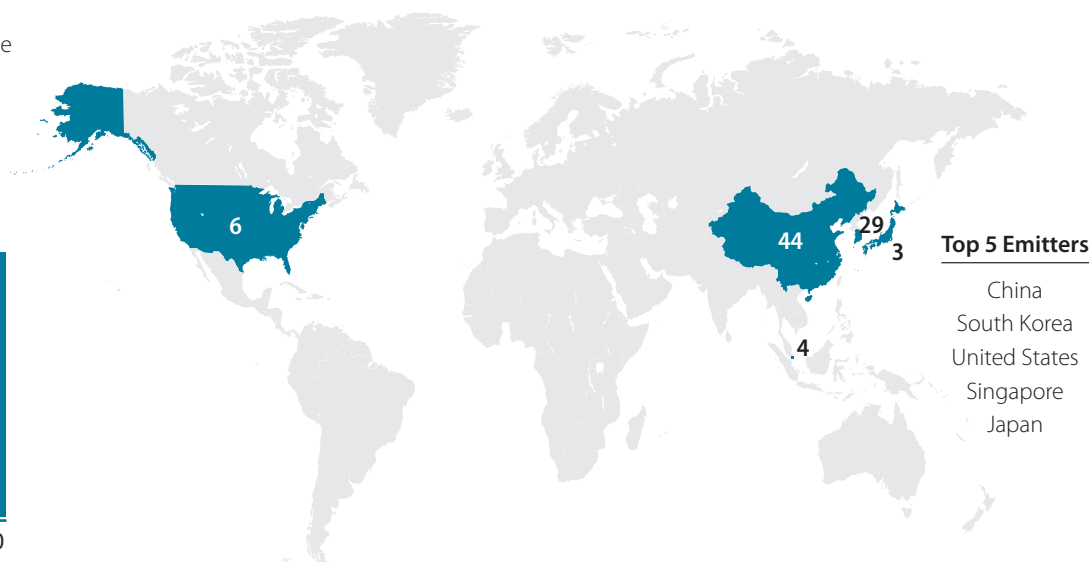 e
6
44
29
3
4
Top 5 Emitters
China
South Korea
United States
Singapore
Japan
0